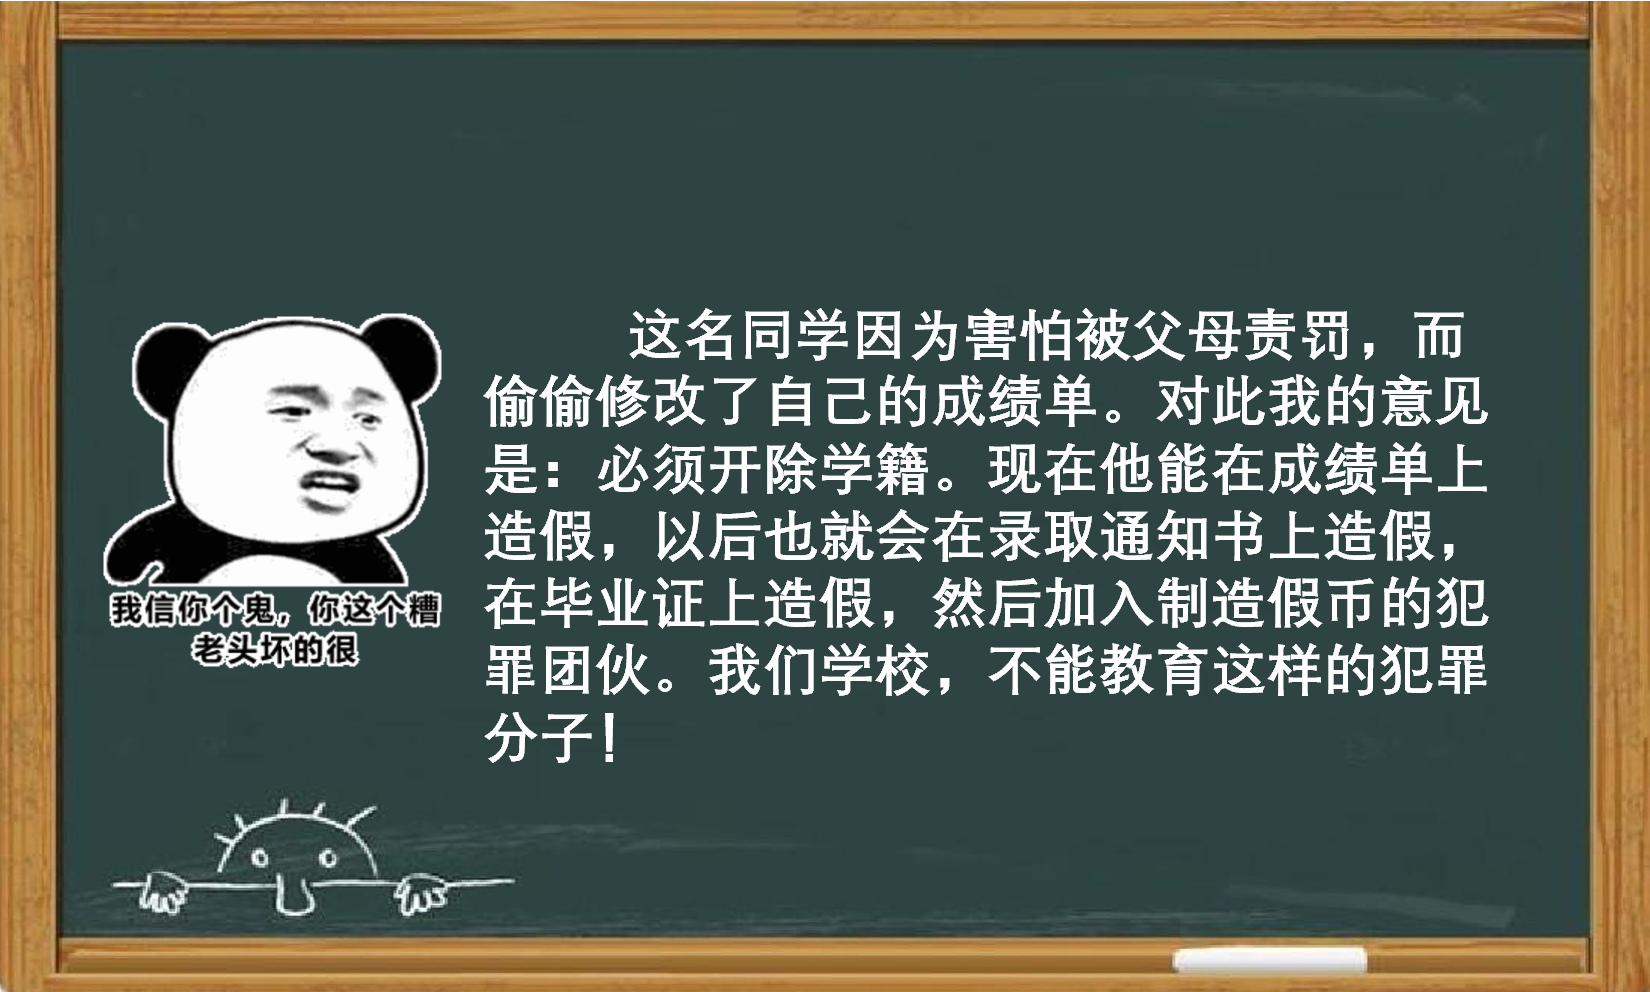 这名同学因为害怕被父母责罚，而
偷偷修改了自己的成绩单。对此我的意见
是：必须开除学籍。现在他能在成绩单上
造假，以后也就会在录取通知书上造假，
在毕业证上造假，然后加入制造假币的犯
罪团伙。我们学校，不能教育这样的犯罪
分子！
我信你个鬼，你这个糟
老头坏的很